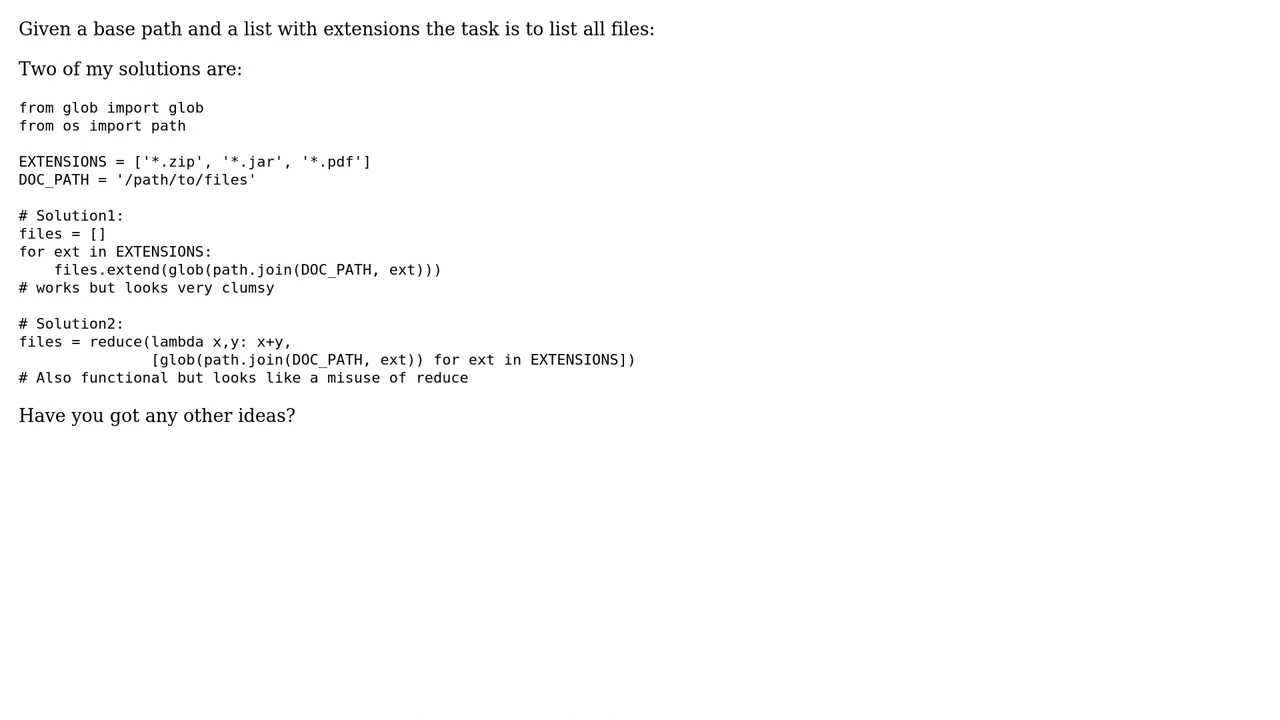 Given a base path and a list with extensions the task is to list all files:
Two of my solutions are:
from glob import glob
from os import path
EXTENSIONS = ['*.zip', '*.jar', '*.pdf']
DOC_PATH = '/path/to/files'
# Solution1:
files = []
for ext in EXTENSIONS:
    files.extend(glob(path.join(DOC_PATH, ext)))
# works but looks very clumsy
# Solution2:
files = reduce(lambda x,y: x+y,
               [glob(path.join(DOC_PATH, ext)) for ext in EXTENSIONS])
# Also functional but looks like a misuse of reduce
Have you got any other ideas?